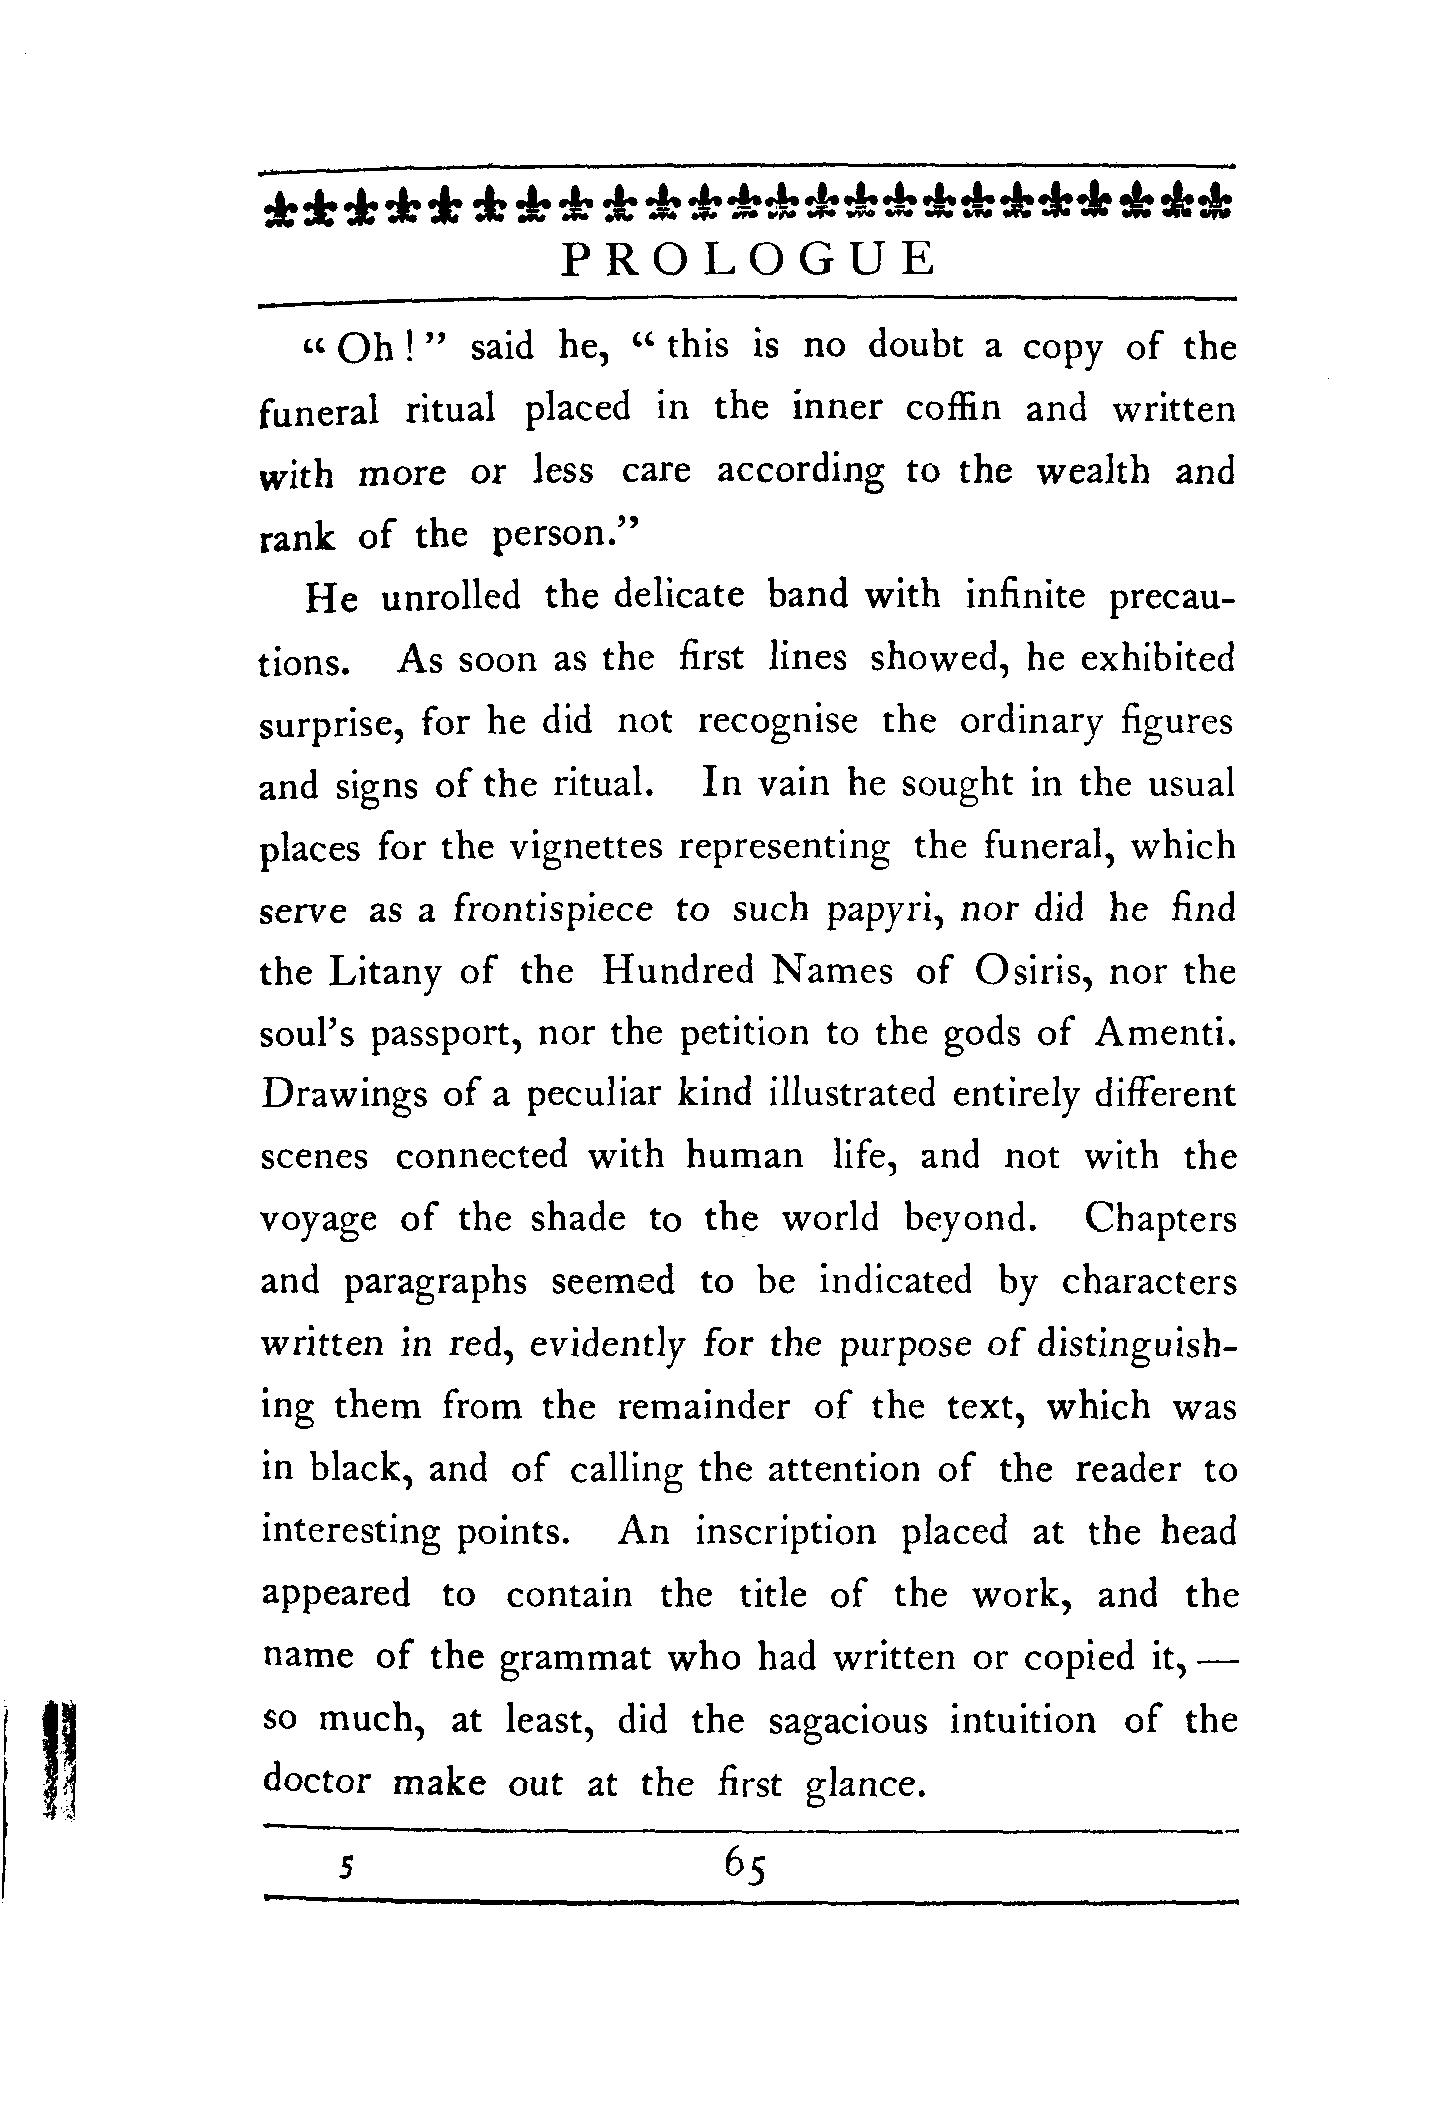 PROLOGUE
“Oh!” said he, “this is no doubt a copy of the
funeral ritual placed in the inner coffin and written
with more or less care according to the wealth and
rank of the person.”
He unrolled the delicate band with infinite precau-
tions. As soon as the first lines showed, he exhibited
surprise, for he did not recognise the ordinary figures
and signs of the ritual. In vain he sought in the usual
places for the vignettes representing the funeral, which
serve as a frontispiece to such papyri, nor did he find
the Litany of the Hundred Names of Osiris, nor the
soul’s passport, nor the petition to the gods of Amenti.
Drawings of a peculiar kind illustrated entirely different
scenes connected with human life, and not with the
voyage of the shade to the world beyond. Chapters
and paragraphs seemed to be indicated by characters
written in red, evidently for the purpose of distinguish-
ing them from the remainder of the text, which was
in black, and of calling the attention of the reader to
interesting points. An inscription placed at the head
appeared to contain the title of the work, and the
name of the grammat who had written or copied it, —
so much, at least, did the sagacious intuition of the
doctor make out at the first glance.
5 65